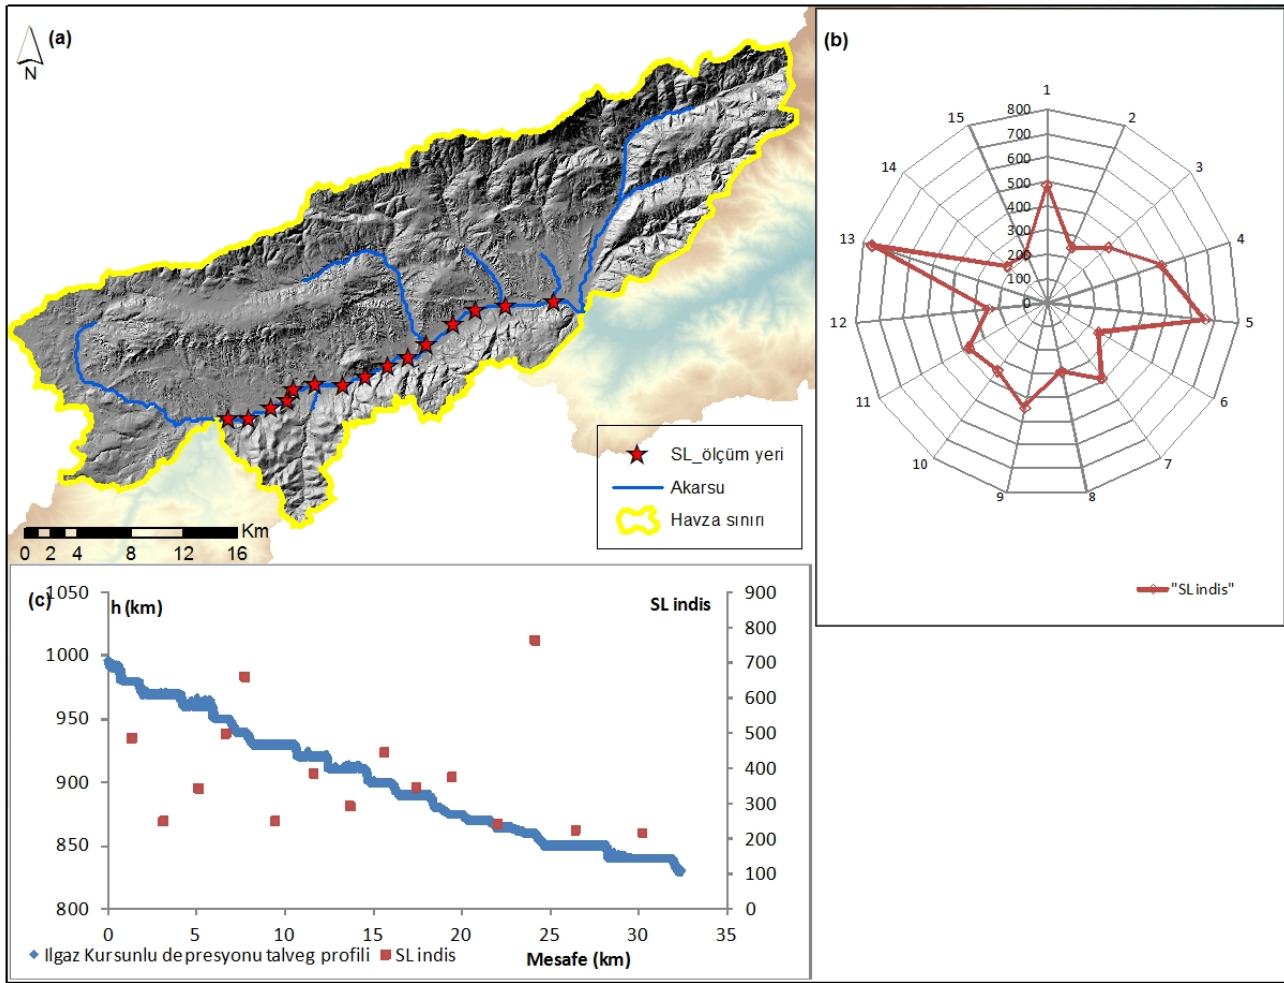 (a)
N
SL_ölçüm yeri
Akarsu
Havza sınırı
Km
0 2 4 8 12 16
(b)
1
2
3
4
5
6
7
8
9
10
11
12
13
14
15
800
700
600
500
400
300
200
100
0
"SL indis"
(c)
h (km)
SL indis
1050
1000
950
900
850
800
900
800
700
600
500
400
300
200
100
0
0 5 10 15 20 25 30 35
Ilgaz Kursunlu depresyonu talveg profili
SL indis
Mesafe (km)